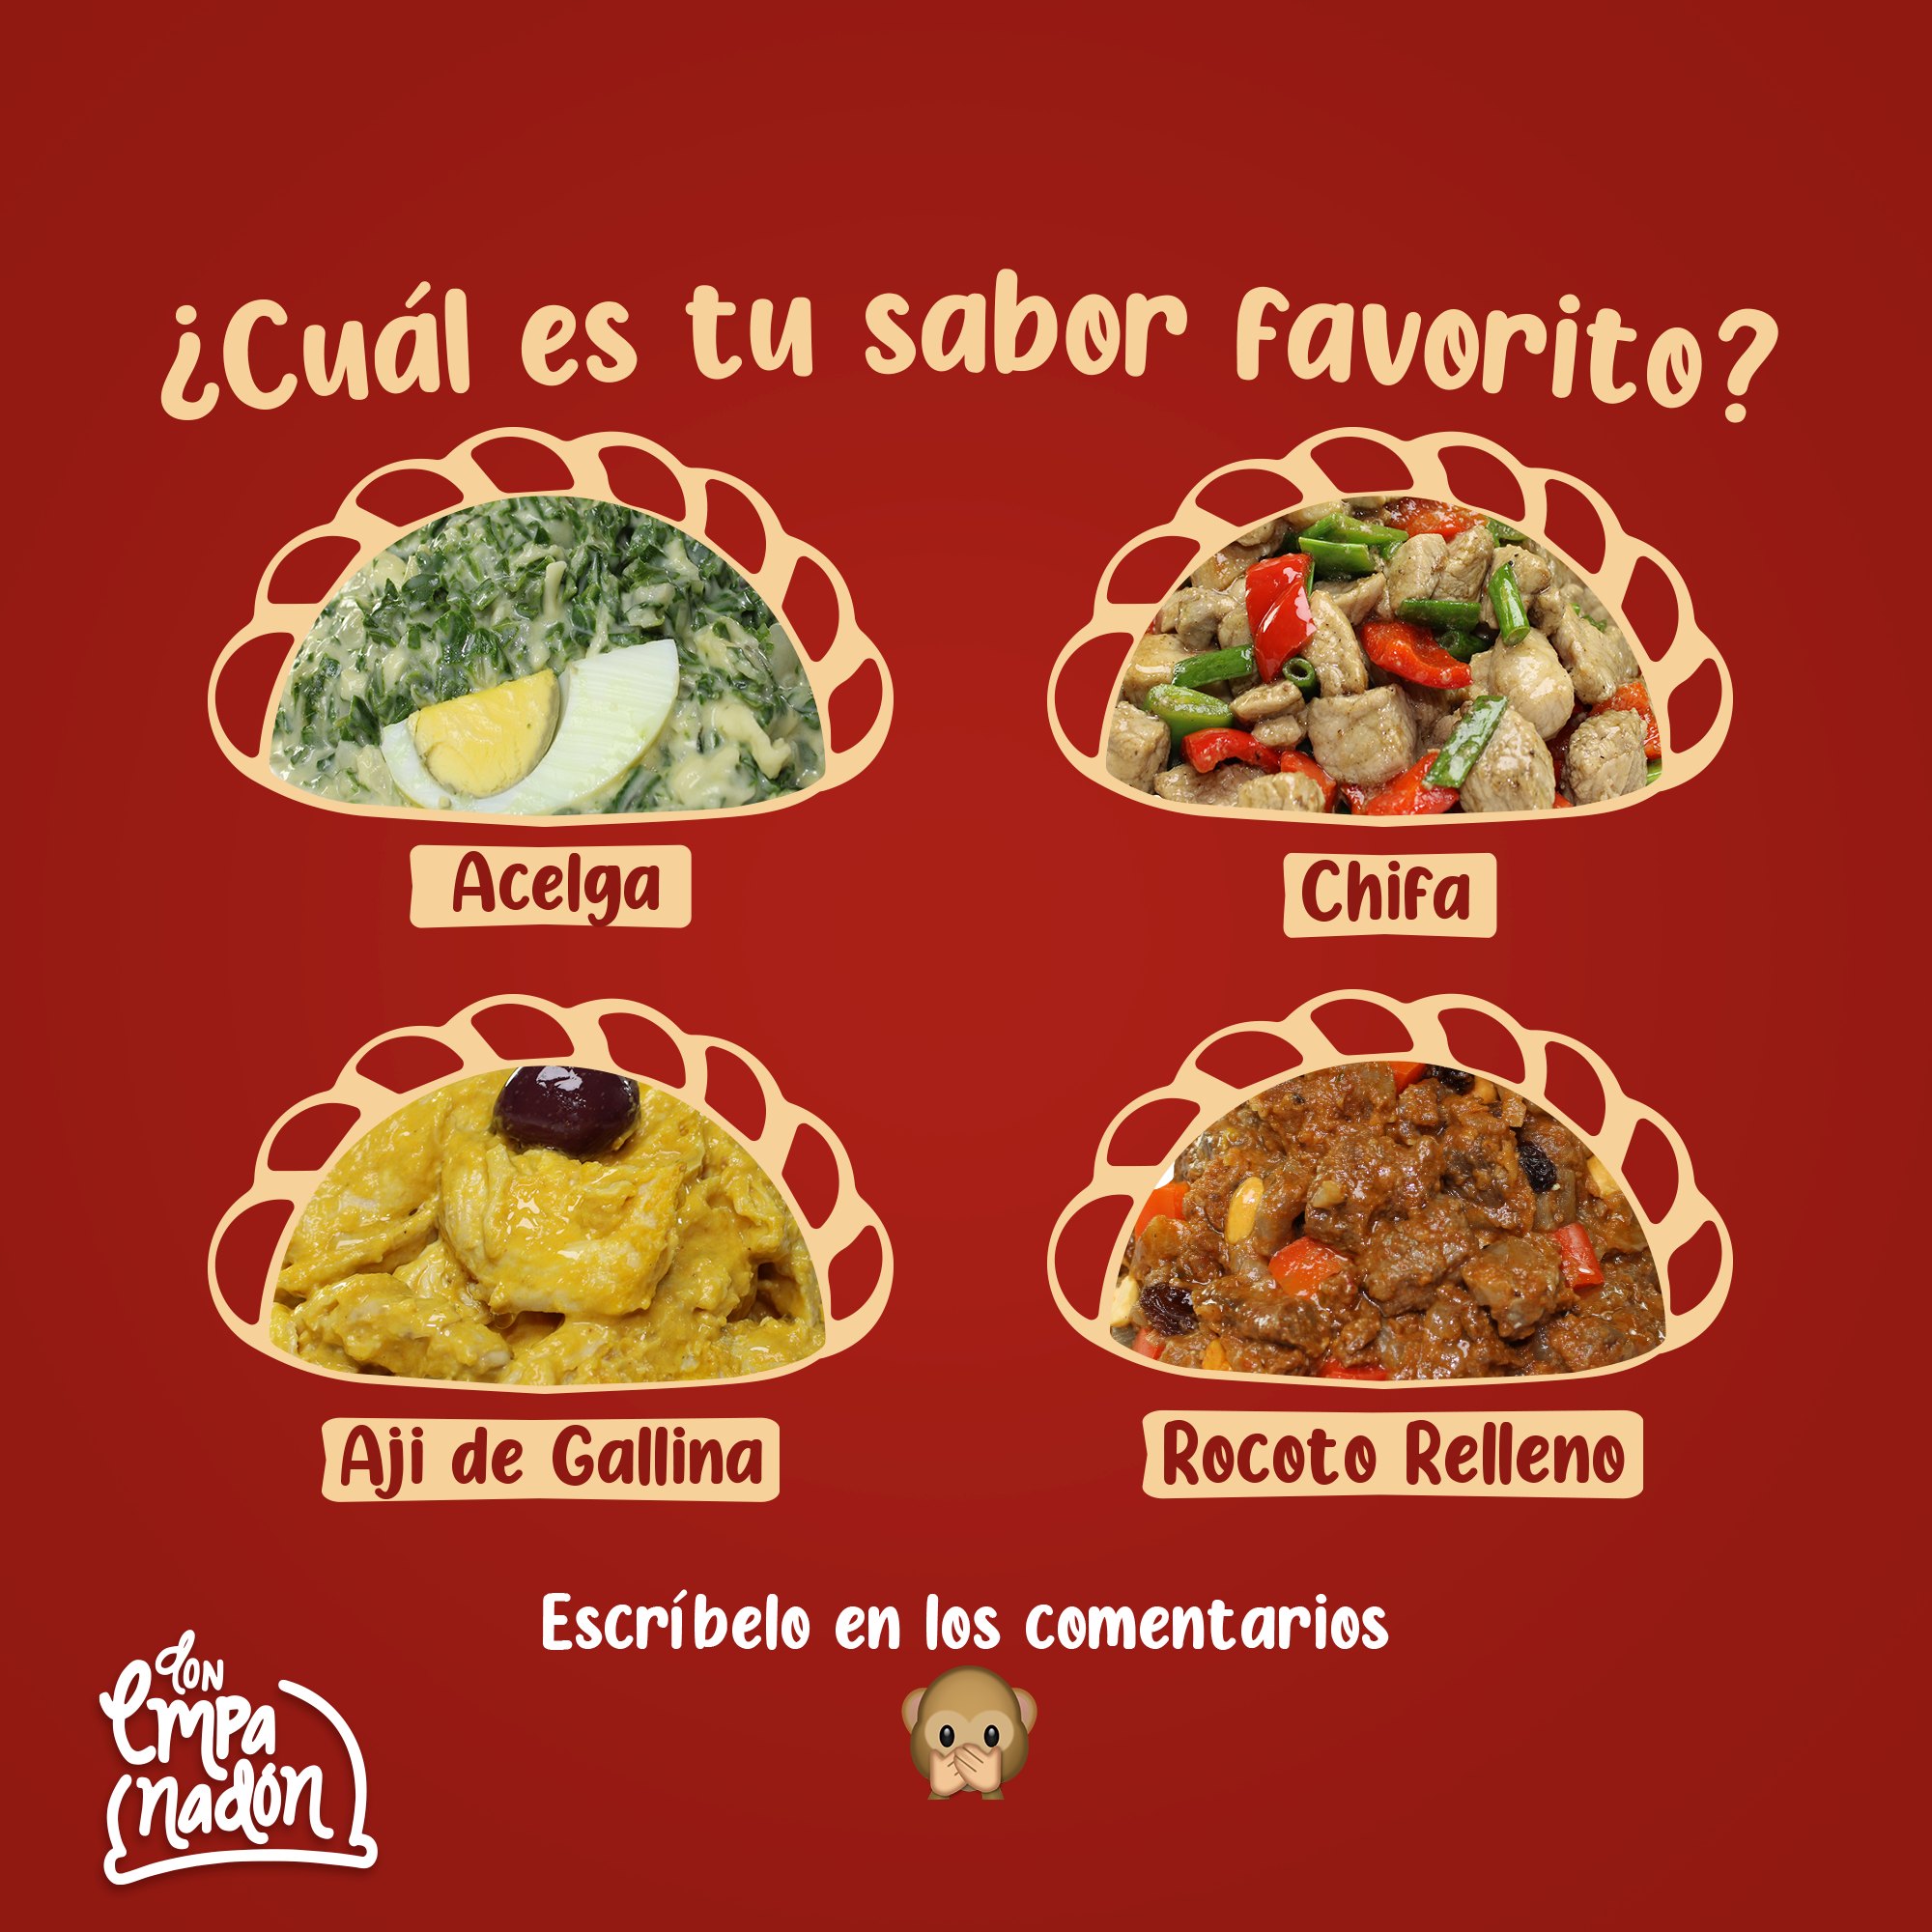 ¿Cuál es tu sabor favorito?
Acelga
Chifa
Aji de Gallina
Rocoto Relleno
Escríbelo en los comentarios
don
empa
nadón